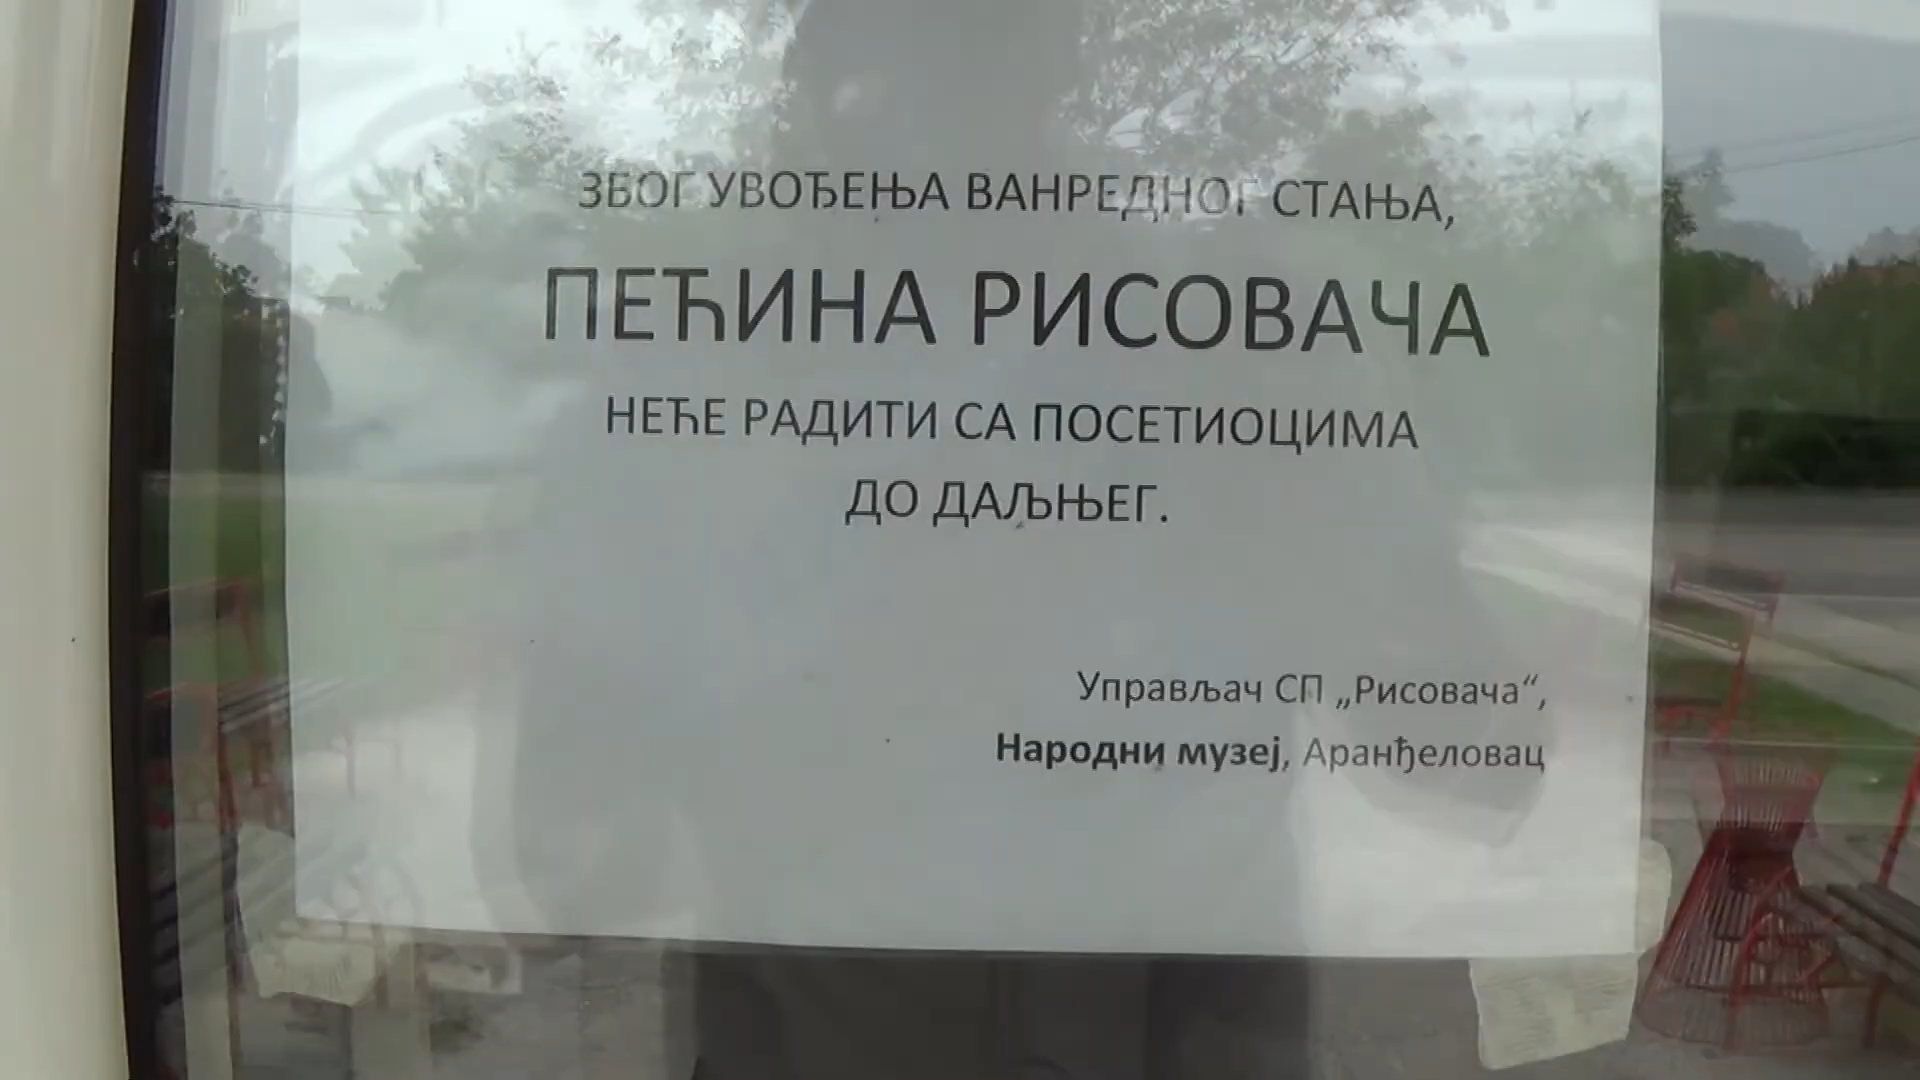 ЗБОГ УВОЂЕЊА ВАНРЕДНОГ СТАЊА,
ПЕЋИНА РИСОВАЧА
НЕЋЕ РАДИТИ СА ПОСЕТИОЦИМА
ДО ДАЉЊЕГ.
Управљач СП „Рисовача“,
Народни музеј, Аранђеловац